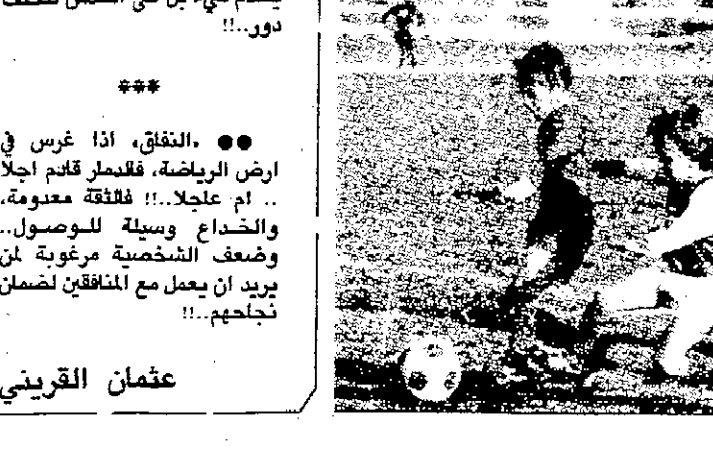 دور..!!
***
●● «النفاق» اذا غرس في
ارض الرياضة، فالدمار قادم اجلا
.. ام عاجلا..!! فالثقة معدومة،
والخداع وسيلة للوصول..
وضعف الشخصية مرغوبة لمن
يريد ان يعمل مع المنافقين لضمان
نجاحهم..!!
عثمان القريني